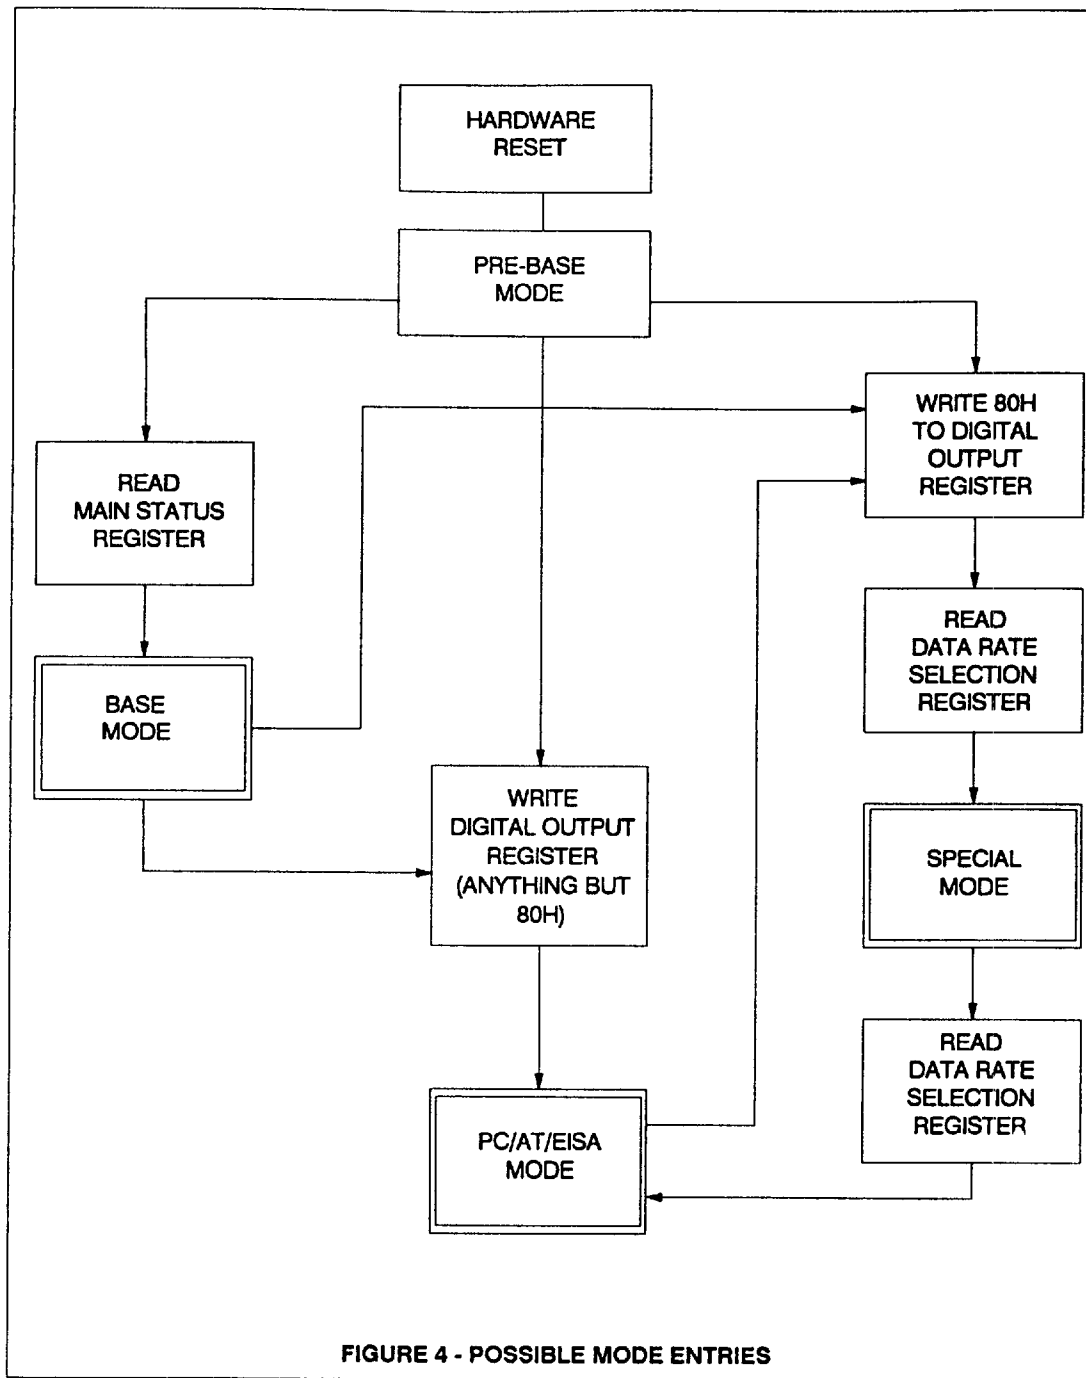 HARDWARE
RESET
PRE-BASE
MODE
WRITE 80H
TO DIGITAL
OUTPUT
REGISTER
READ
MAIN STATUS
REGISTER
READ
DATA RATE
SELECTION
REGISTER
BASE
MODE
WRITE
DIGITAL OUTPUT
REGISTER
(ANYTHING BUT
80H)
SPECIAL
MODE
READ
DATA RATE
SELECTION
REGISTER
PC/AT/EISA
MODE
FIGURE 4 - POSSIBLE MODE ENTRIES